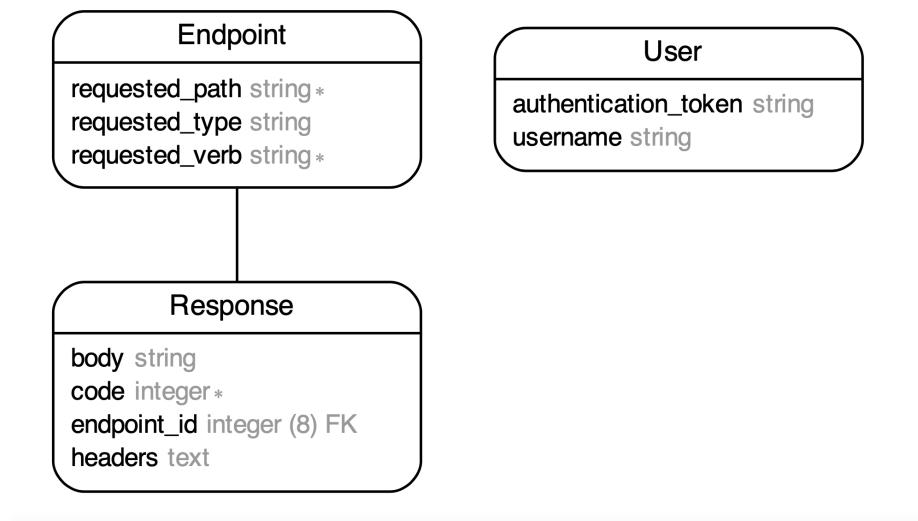 Endpoint
requested_path string*
requested_type string
requested_verb string*
User
authentication_token string
username string
Response
body string
code integer*
endpoint_id integer (8) FK
headers text